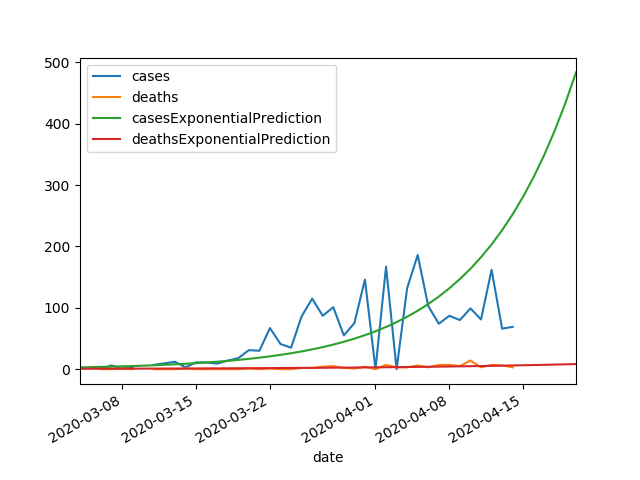 500
400
300
200
100
0
cases
deaths
casesExponentialPrediction
deathsExponentialPrediction
2020-03-08
2020-03-15
2020-03-22
2020-04-01
2020-04-08
2020-04-15
date